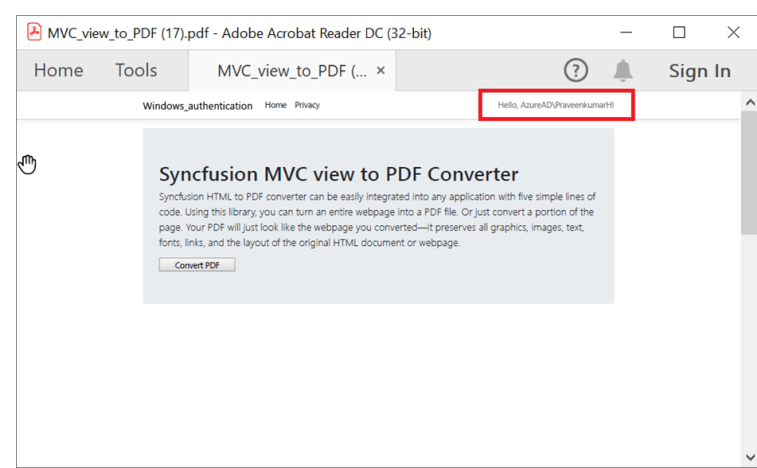 MVC_view_to_PDF (17).pdf - Adobe Acrobat Reader DC (32-bit)
Home Tools MVC_view_to_PDF (... × ? Sign In
Windows_authentication Home Privacy Hello, AzureAD\PraveenkumarH!
Syncfusion MVC view to PDF Converter
Syncfusion HTML to PDF converter can be easily integrated into any application with five simple lines of
code. Using this library, you can turn an entire webpage into a PDF file. Or just convert a portion of the
page. Your PDF will just look like the webpage you converted—it preserves all graphics, images, text,
fonts, links, and the layout of the original HTML document or webpage.
Convert PDF